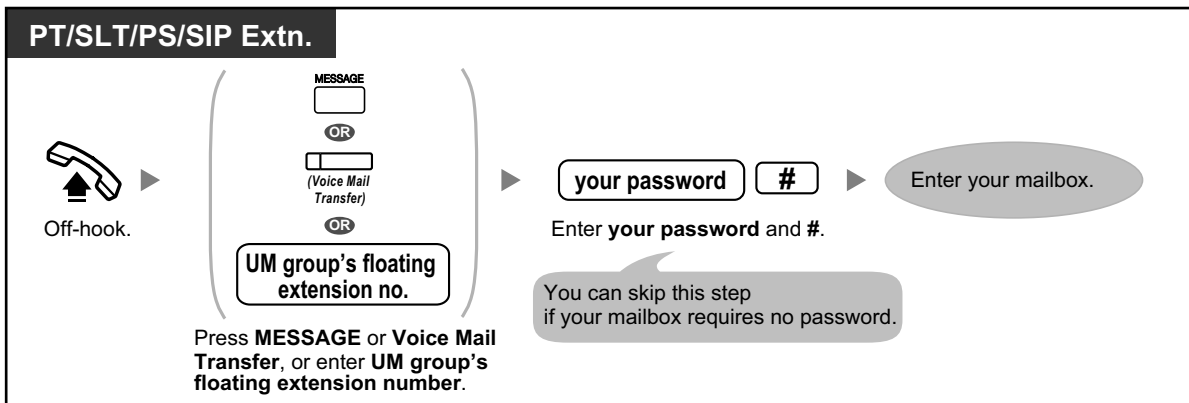 PT/SLT/PS/SIP Extn.
MESSAGE
OR
(Voice Mail
Transfer)
OR
UM group's floating
extension no.
Off-hook.
Press MESSAGE or Voice Mail
Transfer, or enter UM group's
floating extension number.
your password
#
Enter your password and #.
You can skip this step
if your mailbox requires no password.
Enter your mailbox.